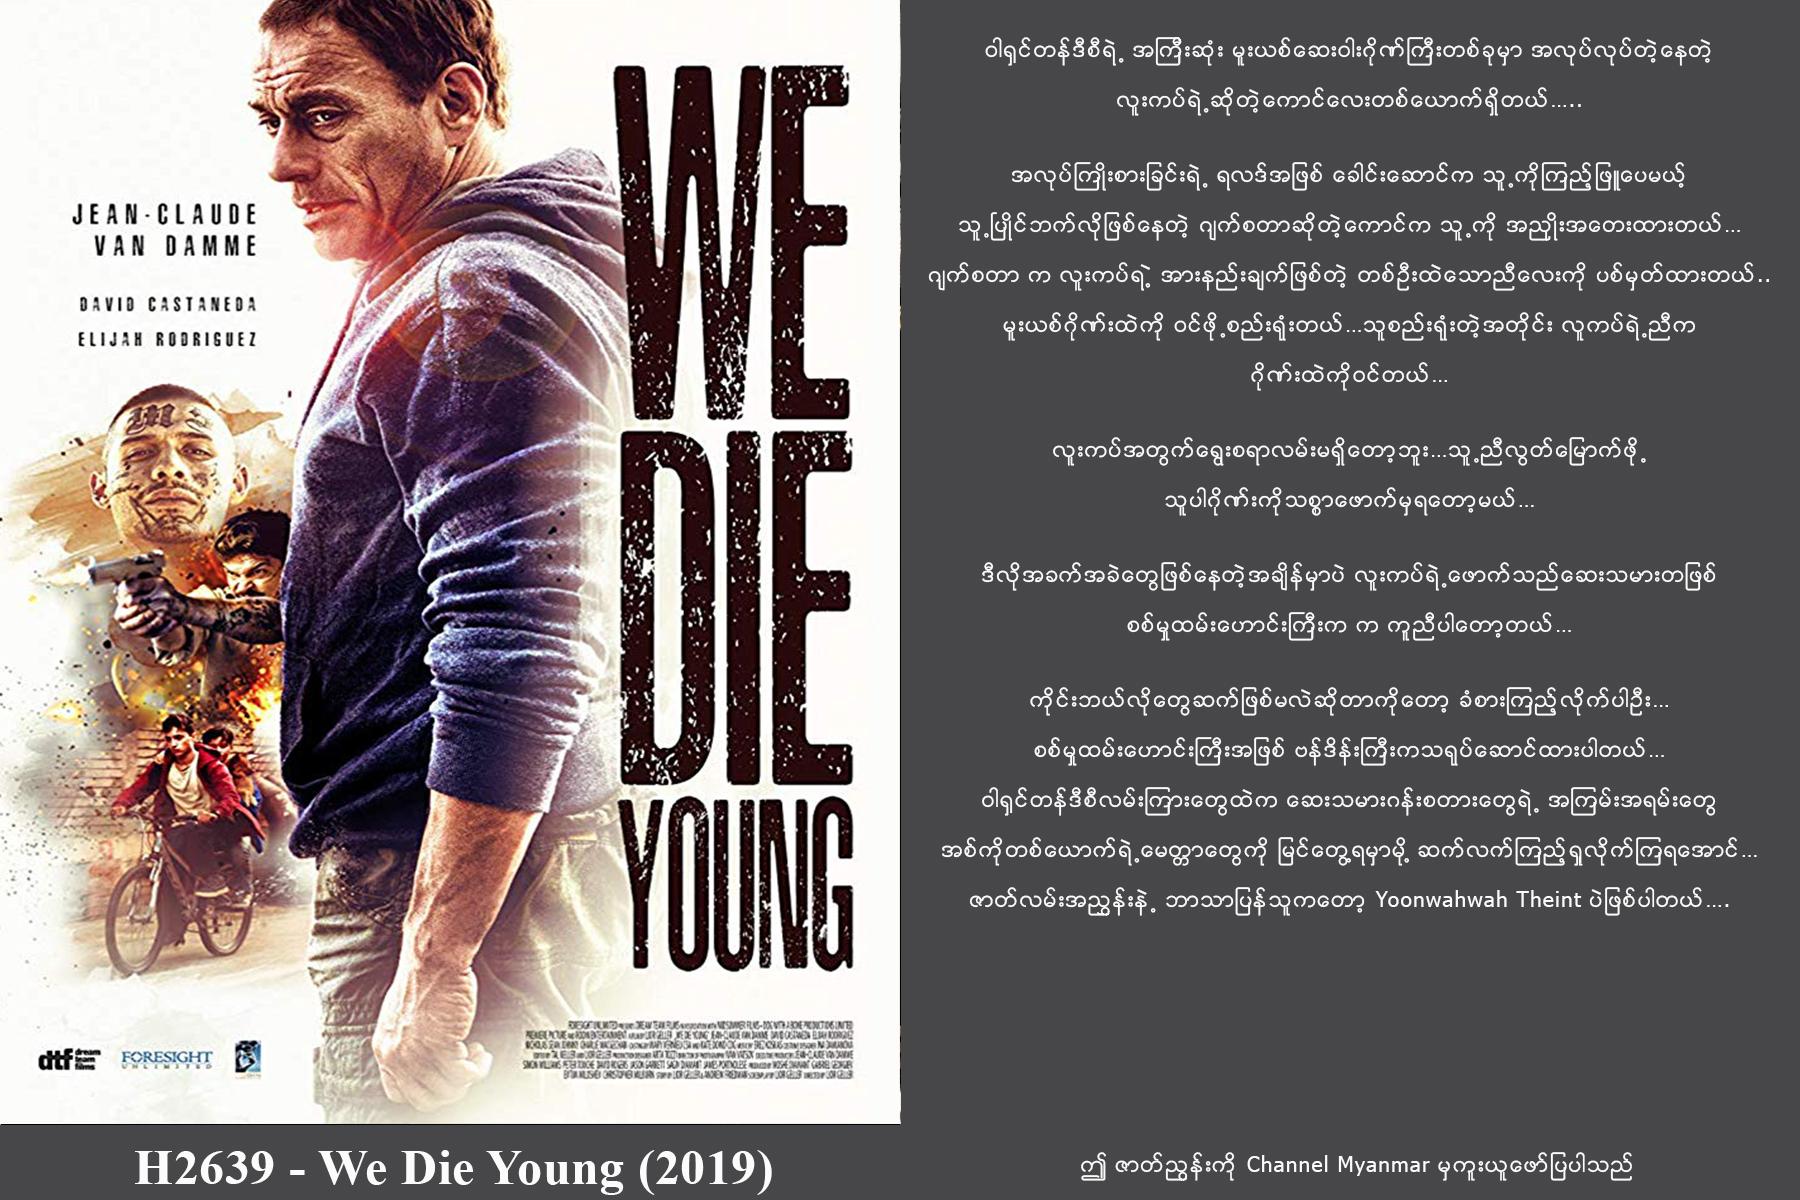 JEAN-CLAUDE
VAN DAMME
DAVID CASTANEDA
ELIJAH RODRIGUEZ
WE
DIE
YOUNG
dtf dream team films
FORESIGHT
UNLIMITED
H2639 - We Die Young (2019)
ဝါရှင်တန်ဒီစီရဲ့ အကြီးဆုံး မူးယစ်ဆေးဝါးဂိုဏ်ကြီးတစ်ခုမှာ အလုပ်လုပ်တဲ့နေတဲ့
လူးကပ်ရဲ့ဆိုတဲ့ကောင်လေးတစ်ယောက်ရှိတယ်…..
အလုပ်ကြိုးစားခြင်းရဲ့ ရလဒ်အဖြစ် ခေါင်းဆောင်က သူ့ကိုကြည့်ဖြူပေမယ့်
သူ့ပြိုင်ဘက်လိုဖြစ်နေတဲ့ ဂျက်စတာဆိုတဲ့ကောင်က သူ့ကို အညှိုးအတေးထားတယ်…
ဂျက်စတာ က လူးကပ်ရဲ့ အားနည်းချက်ဖြစ်တဲ့ တစ်ဦးထဲသောညီလေးကို ပစ်မှတ်ထားတယ်..
မူးယစ်ဂိုဏ်းထဲကို ဝင်ဖို့စည်းရုံးတယ်…သူစည်းရုံးတဲ့အတိုင်း လူကပ်ရဲ့ညီက
ဂိုဏ်းထဲကိုဝင်တယ်…
လူးကပ်အတွက်ရွေးစရာလမ်းမရှိတော့ဘူး…သူ့ညီလွတ်မြောက်ဖို့
သူပါဂိုဏ်းကိုသစ္စာဖောက်မှရတော့မယ်…
ဒီလိုအခက်အခဲတွေဖြစ်နေတဲ့အချိန်မှာပဲ လူးကပ်ရဲ့ဖောက်သည်ဆေးသမားတဖြစ်
စစ်မှုထမ်းဟောင်းကြီးက က ကူညီပါတော့တယ်…
ကိုင်းဘယ်လိုတွေဆက်ဖြစ်မလဲဆိုတာကိုတော့ ခံစားကြည့်လိုက်ပါဦး…
စစ်မှုထမ်းဟောင်းကြီးအဖြစ် ဗန်ဒိန်းကြီးကသရုပ်ဆောင်ထားပါတယ်…
ဝါရှင်တန်ဒီစီလမ်းကြားတွေထဲက ဆေးသမားဂန်းစတားတွေရဲ့ အကြမ်းအရမ်းတွေ
အစ်ကိုတစ်ယောက်ရဲ့မေတ္တာတွေကို မြင်တွေ့ရမှာမို့ ဆက်လက်ကြည့်ရှုလိုက်ကြရအောင်…
ဇာတ်လမ်းအညွှန်းနဲ့ ဘာသာပြန်သူကတော့ Yoonwahwah Theint ပဲဖြစ်ပါတယ်….
ဤ ဇာတ်ညွှန်းကို Channel Myanmar မှကူးယူဖော်ပြပါသည်